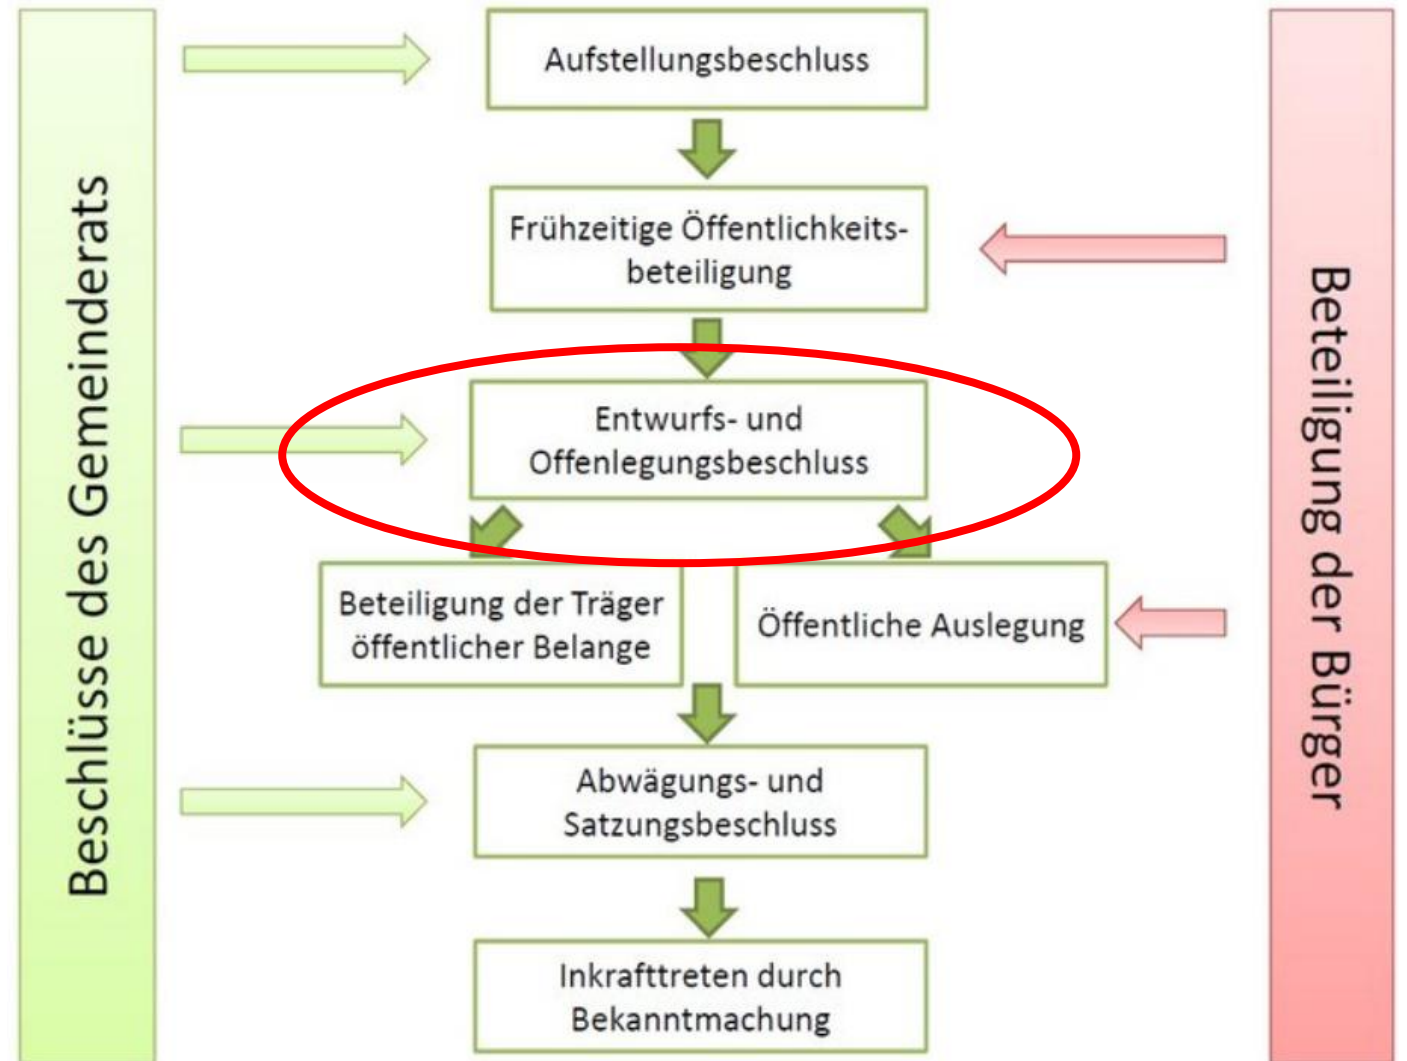 Beschlüsse des Gemeinderats
Aufstellungsbeschluss
Frühzeitige Öffentlichkeits-
beteiligung
Entwurfs- und
Offenlegungsbeschluss
Beteiligung der Träger
öffentlicher Belange
Öffentliche Auslegung
Abwägungs- und
Satzungsbeschluss
Inkrafttreten durch
Bekanntmachung
Beteiligung der Bürger